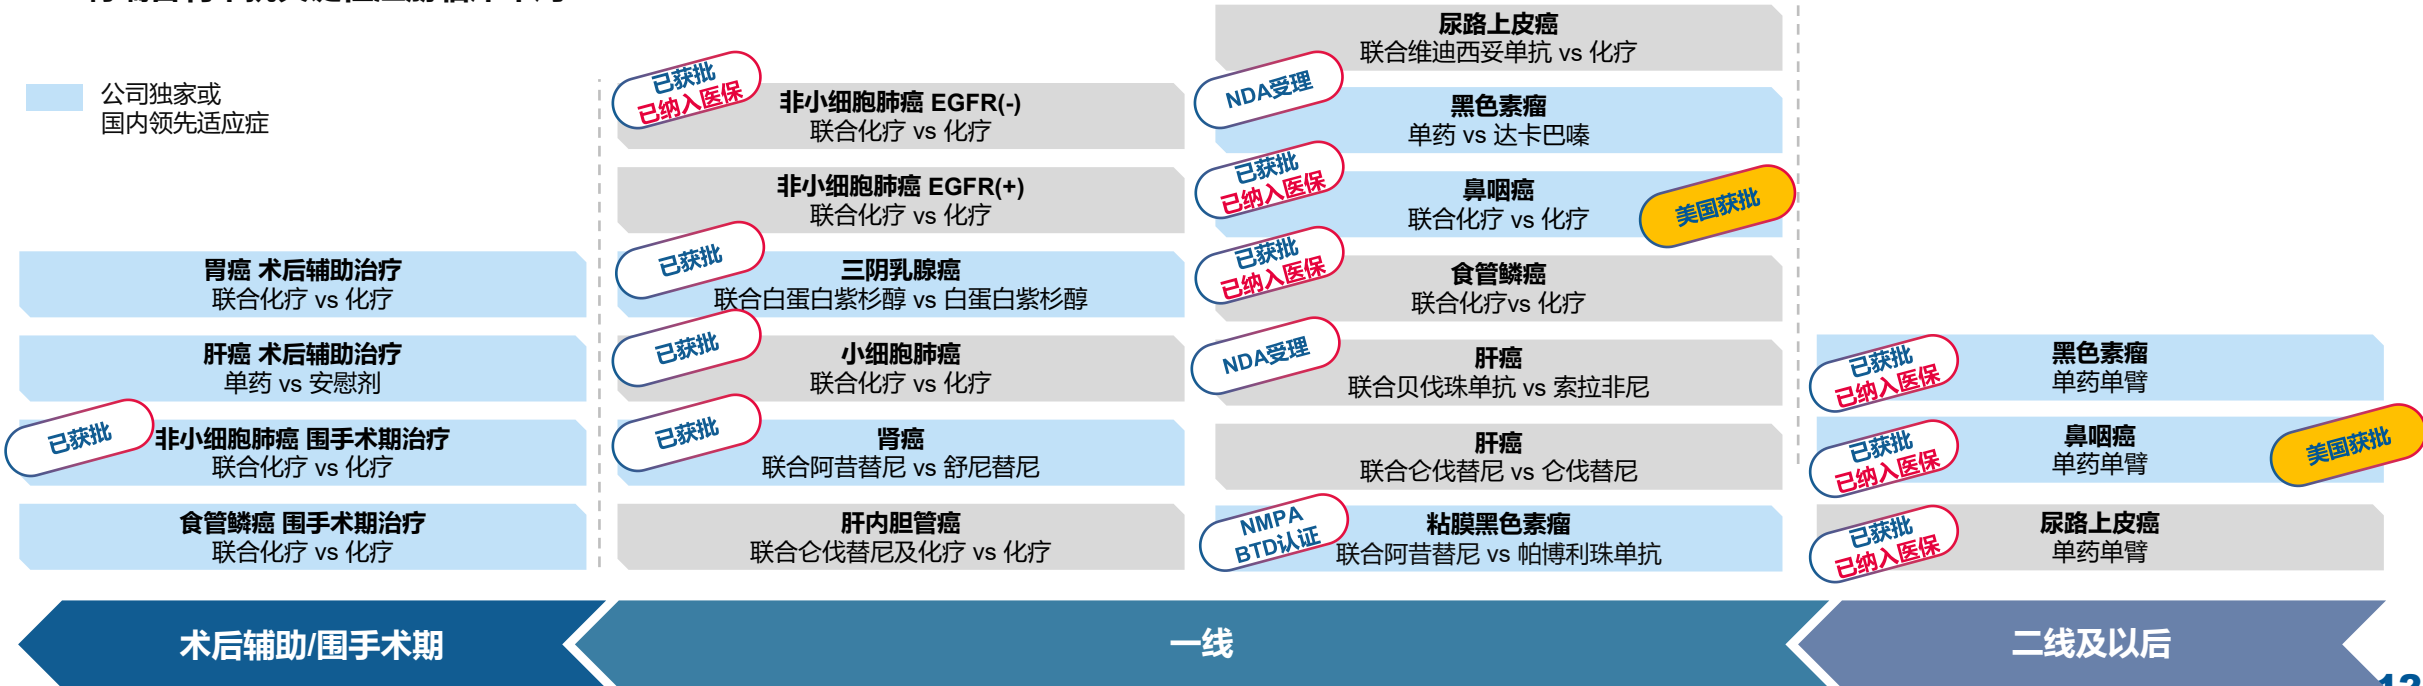 公司独家或
国内领先适应症
胃癌 术后辅助治疗
联合化疗 vs 化疗
肝癌 术后辅助治疗
单药 vs 安慰剂
已获批
非小细胞肺癌 围手术期治疗
联合化疗 vs 化疗
食管鳞癌 围手术期治疗
联合化疗 vs 化疗
已获批
已纳入医保
非小细胞肺癌 EGFR(-)
联合化疗 vs 化疗
非小细胞肺癌 EGFR(+)
联合化疗 vs 化疗
已获批
三阴乳腺癌
联合白蛋白紫杉醇 vs 白蛋白紫杉醇
已获批
小细胞肺癌
联合化疗 vs 化疗
已获批
肾癌
联合阿昔替尼 vs 舒尼替尼
肝内胆管癌
联合仑伐替尼及化疗 vs 化疗
尿路上皮癌
联合维迪西妥单抗 vs 化疗
NDA受理
黑色素瘤
单药 vs 达卡巴嗪
已获批
已纳入医保
鼻咽癌
联合化疗 vs 化疗
美国获批
已获批
已纳入医保
食管鳞癌
联合化疗vs 化疗
NDA受理
肝癌
联合贝伐珠单抗 vs 索拉非尼
肝癌
联合仑伐替尼 vs 仑伐替尼
NMPA
BTD认证
粘膜黑色素瘤
联合阿昔替尼 vs 帕博利珠单抗
已获批
已纳入医保
黑色素瘤
单药单臂
已获批
已纳入医保
鼻咽癌
单药单臂
美国获批
已获批
已纳入医保
尿路上皮癌
单药单臂
术后辅助/围手术期
一线
二线及以后